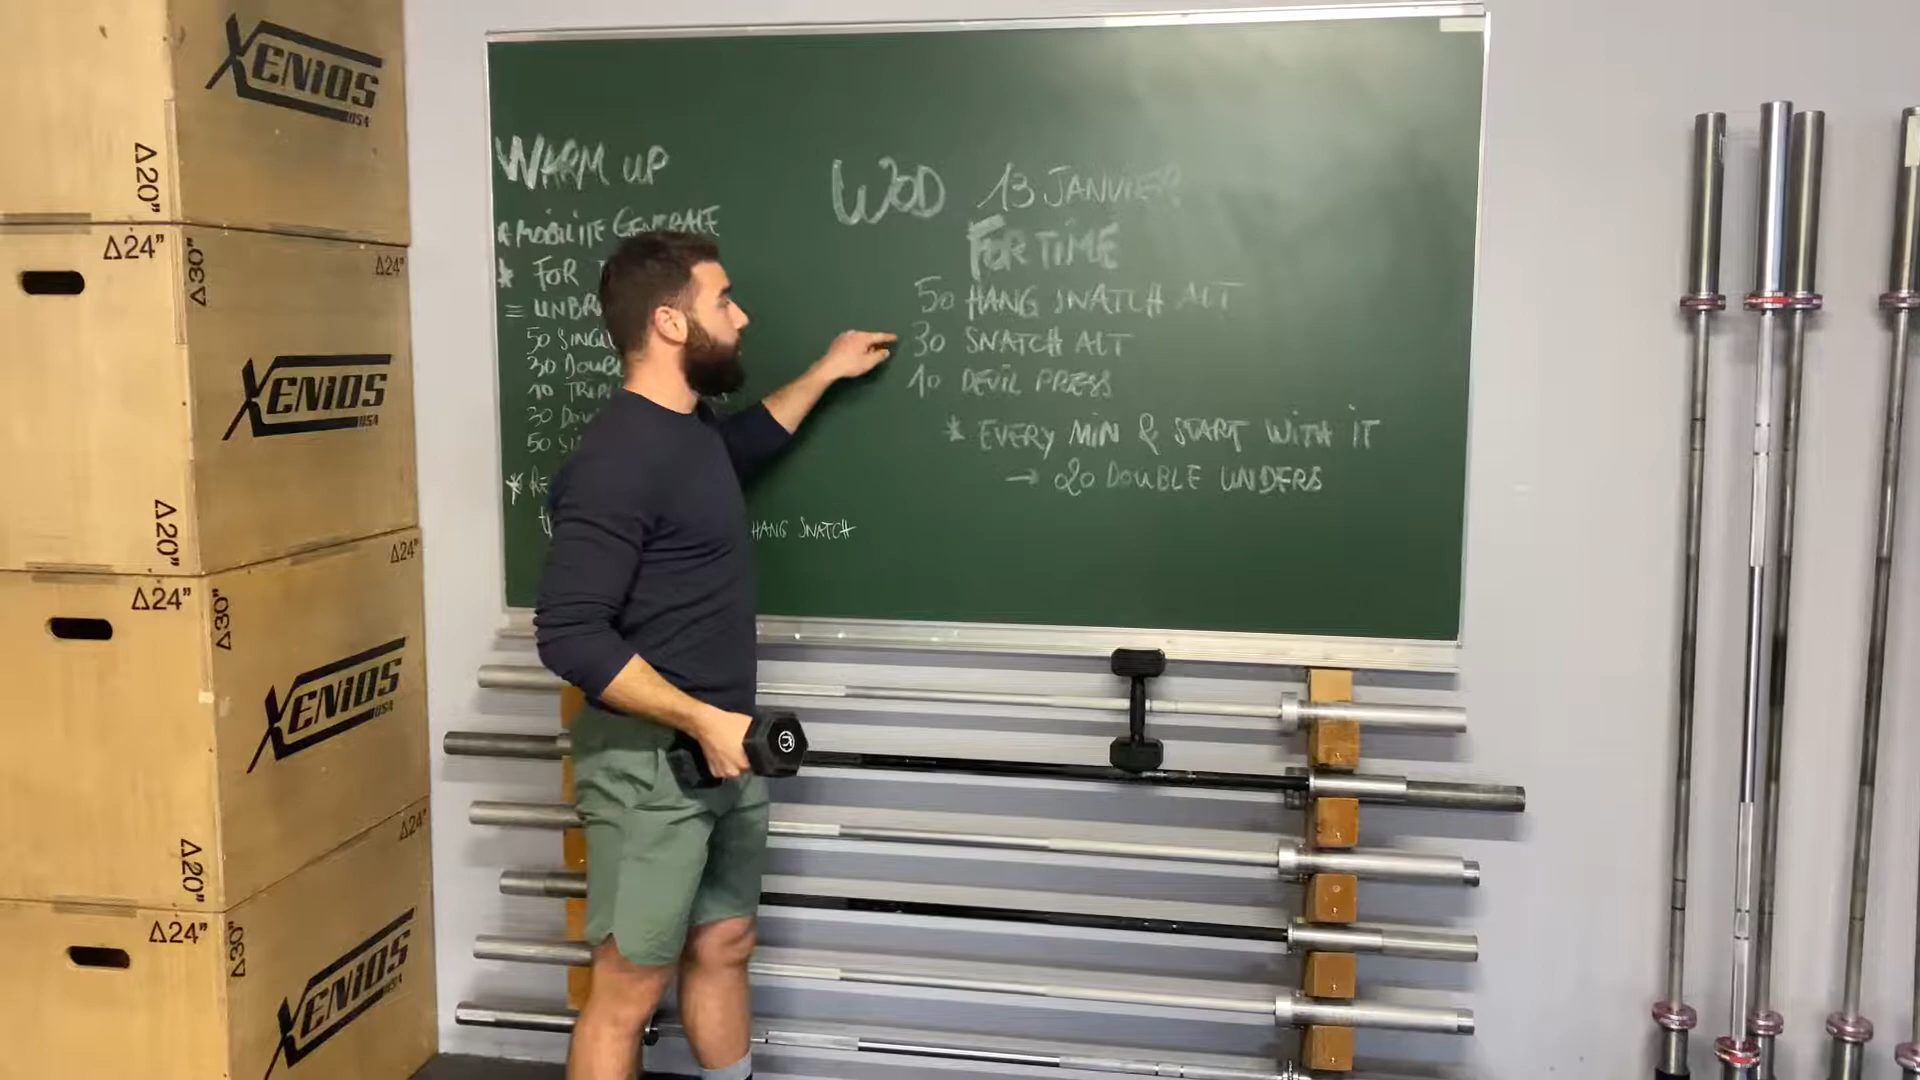 WARM UP
* MOBILITE GENERALE
* FOR
= UNBR
50 SINGL
30 DOUBL
10 TRIPL
30 DOU
50 SI
* RE
HANG SNATCH
WOD 13 JANVIER
FOR TIME
50 HANG SNATCH ALT
30 SNATCH ALT
10 DEVIL PRESS
* EVERY MIN & START WITH IT
→ 20 DOUBLE UNDERS
XENIOS
USA
Δ20"
Δ24"
Δ30"
Δ24"
XENIOS
USA
Δ20"
Δ24"
Δ24"
Δ30"
XENIOS
USA
Δ20"
Δ24"
Δ24"
Δ30"
XENIOS
USA